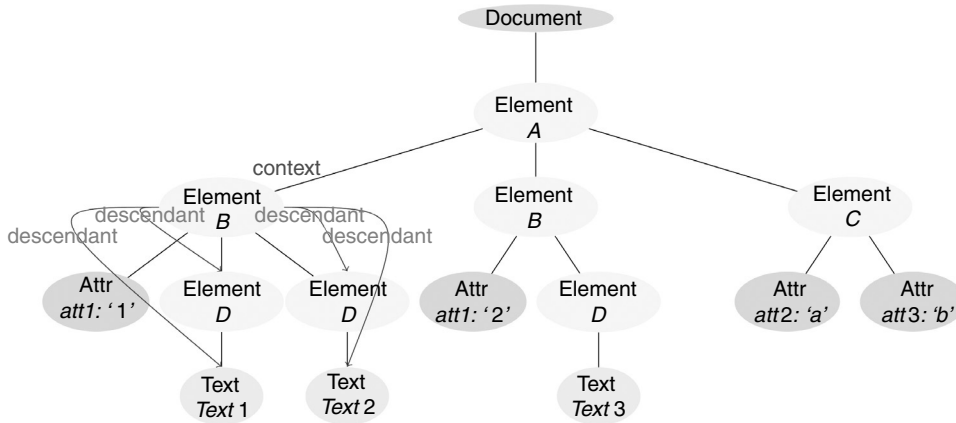 Document
Element
A
context
Element
B
Element
B
Element
C
descendant
descendant
descendant
descendant
Attr
att1: ‘1’
Element
D
Element
D
Attr
att1: ‘2’
Element
D
Attr
att2: ‘a’
Attr
att3: ‘b’
Text
Text 1
Text
Text 2
Text
Text 3